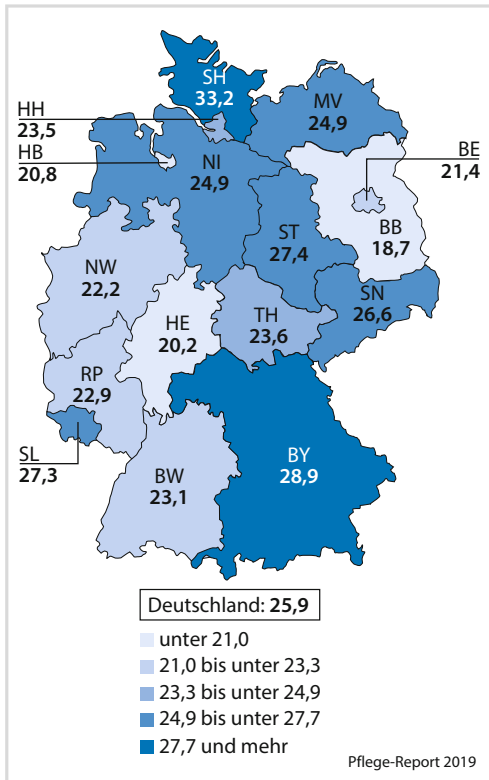 SH
33,2
MV
24,9
HH
23,5
HB
20,8
NI
24,9
BE
21,4
BB
18,7
ST
27,4
NW
22,2
SN
26,6
HE
20,2
TH
23,6
RP
22,9
SL
27,3
BW
23,1
BY
28,9
Deutschland: 25,9
unter 21,0
21,0 bis unter 23,3
23,3 bis unter 24,9
24,9 bis unter 27,7
27,7 und mehr
Pflege-Report 2019